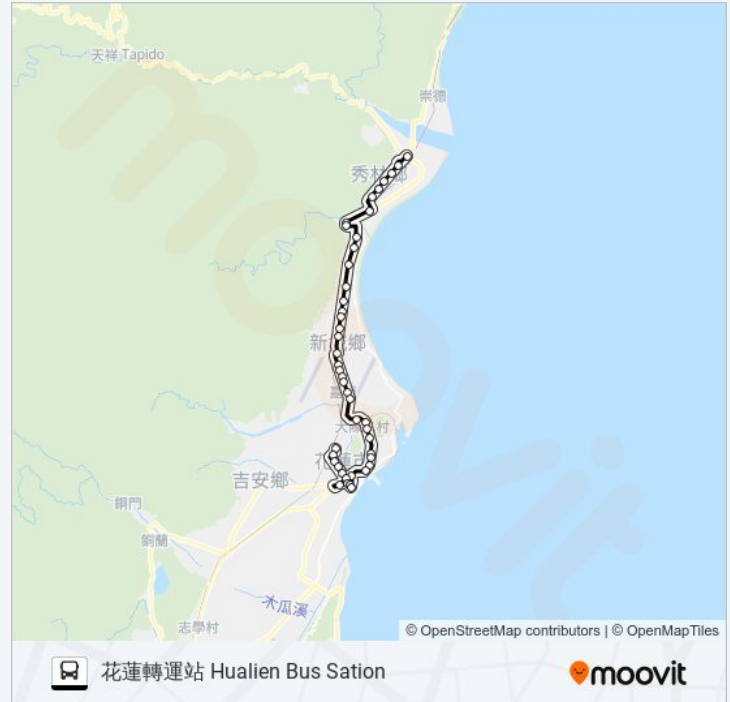 天祥 Tapido
崇德
秀林鄉
新城鄉
吉安鄉
銅門
銅蘭
木瓜溪
志學村
moovit
© OpenStreetMap contributors | © OpenMapTiles
花蓮轉運站 Hualien Bus Sation
moovit